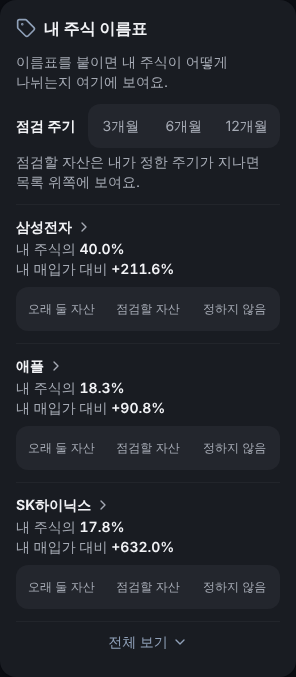 내 주식 이름표
이름표를 붙이면 내 주식이 어떻게
나뉘는지 여기에 보여요.
점검 주기 3개월 6개월 12개월
점검할 자산은 내가 정한 주기가 지나면
목록 위쪽에 보여요.
삼성전자
내 주식의 40.0%
내 매입가 대비 +211.6%
오래 둘 자산 점검할 자산 정하지 않음
애플
내 주식의 18.3%
내 매입가 대비 +90.8%
오래 둘 자산 점검할 자산 정하지 않음
SK하이닉스
내 주식의 17.8%
내 매입가 대비 +632.0%
오래 둘 자산 점검할 자산 정하지 않음
전체 보기